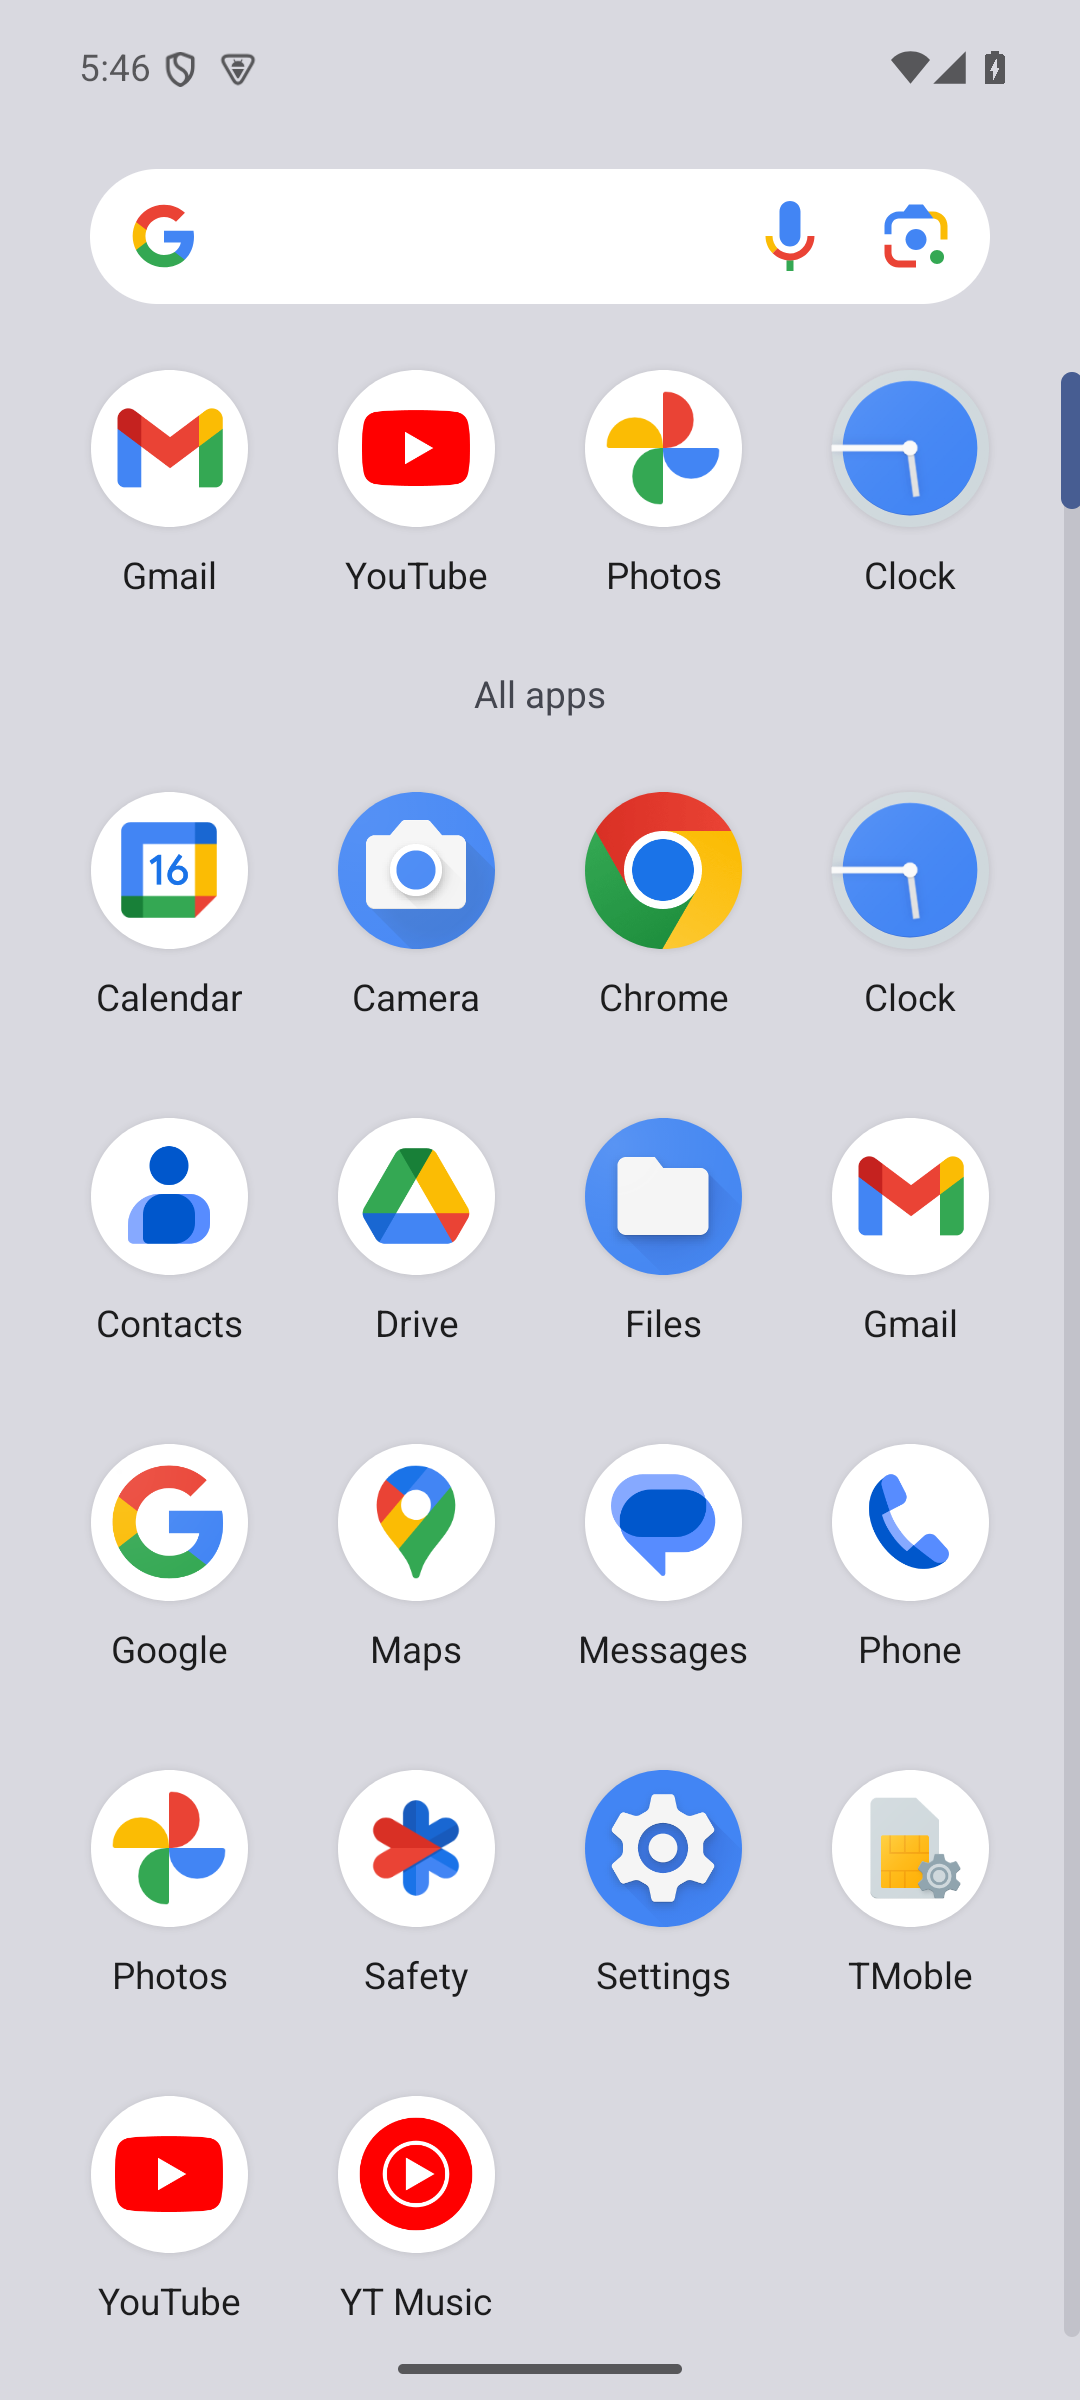 5:46
Gmail YouTube Photos Clock
All apps
16
Calendar Camera Chrome Clock
Contacts Drive Files Gmail
Google Maps Messages Phone
Photos Safety Settings TMoble
YouTube YT Music